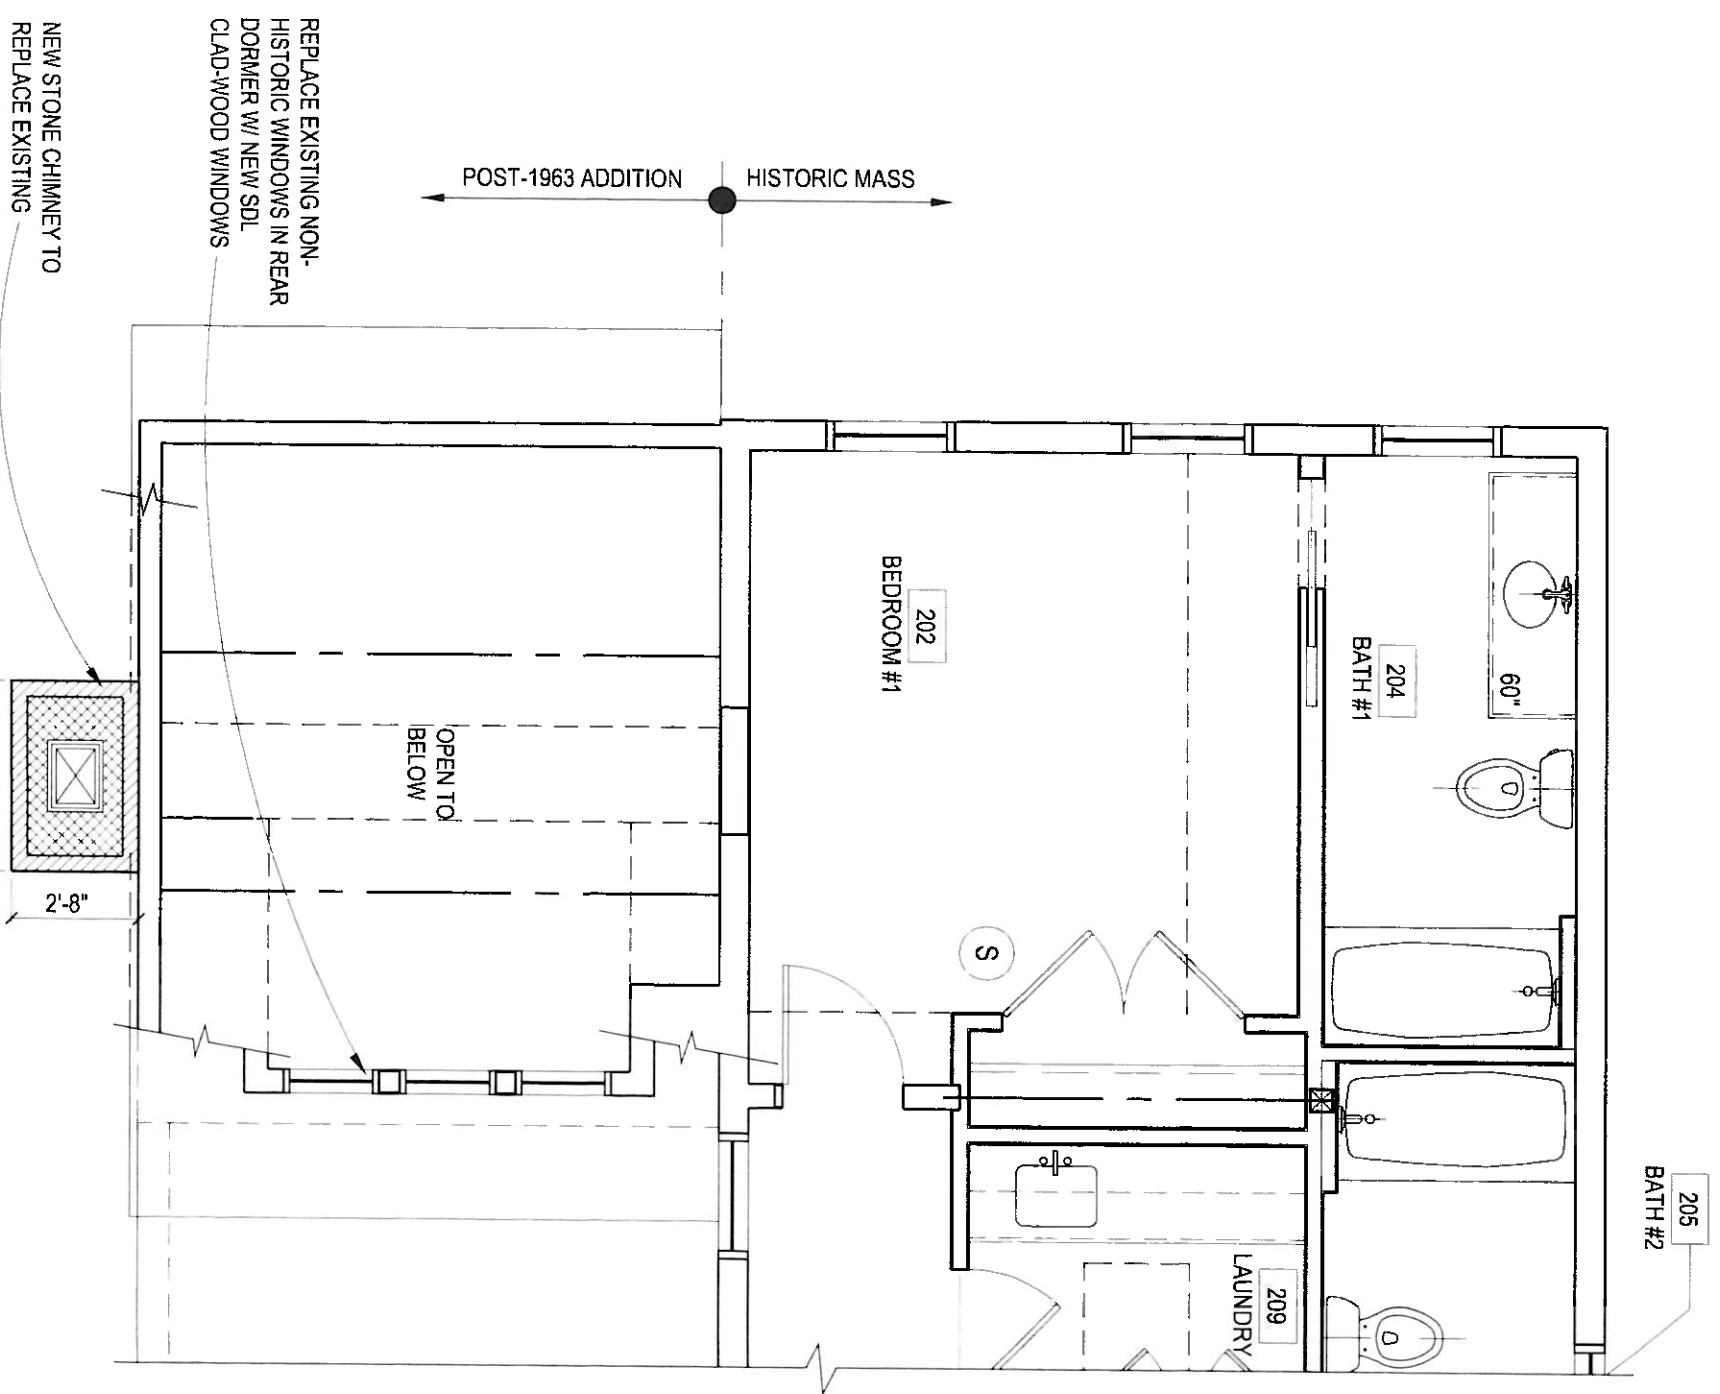 POST-1963 ADDITION
HISTORIC MASS
REPLACE EXISTING NON-
HISTORIC WINDOWS IN REAR
DORMER W/ NEW SDL
CLAD-WOOD WINDOWS
NEW STONE CHIMNEY TO
REPLACE EXISTING
2'-8"
OPEN TO
BELOW
202
BEDROOM #1
S
204
BATH #1
60"
205
BATH #2
209
LAUNDRY